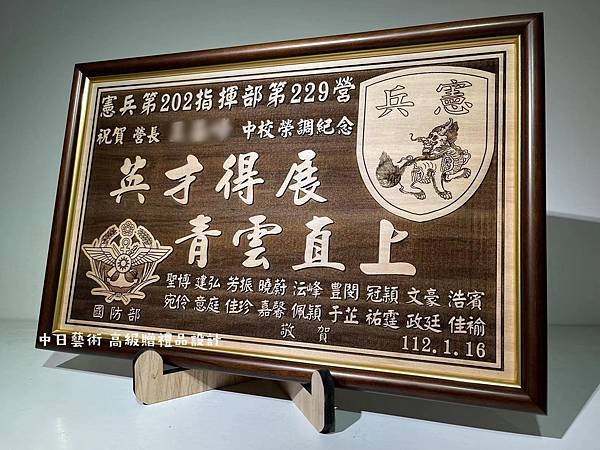 憲兵第202指揮部第229營
兵 憲
祝賀 營長 中校榮調紀念
英才得展
青雲直上
聖博 建弘 芳振 曉蔚 沄峰 豊閔 冠穎 文豪 浩賓
宛伶 意庭 佳珍 嘉馨 佩穎 于芷 祐霆 政廷 佳褕
國防部
敬賀
112.1.16
中日藝術 高級贈禮品設計